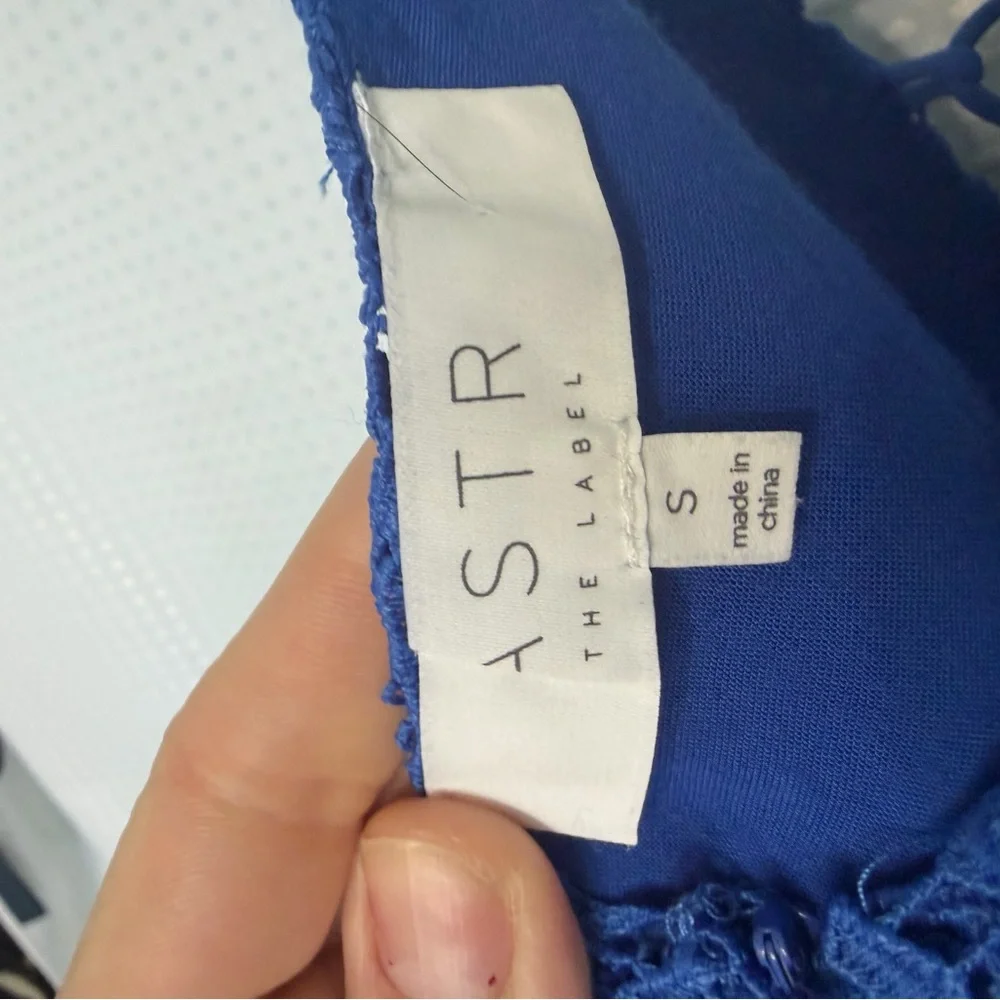 ASTR
THE LABEL
S
made in
china